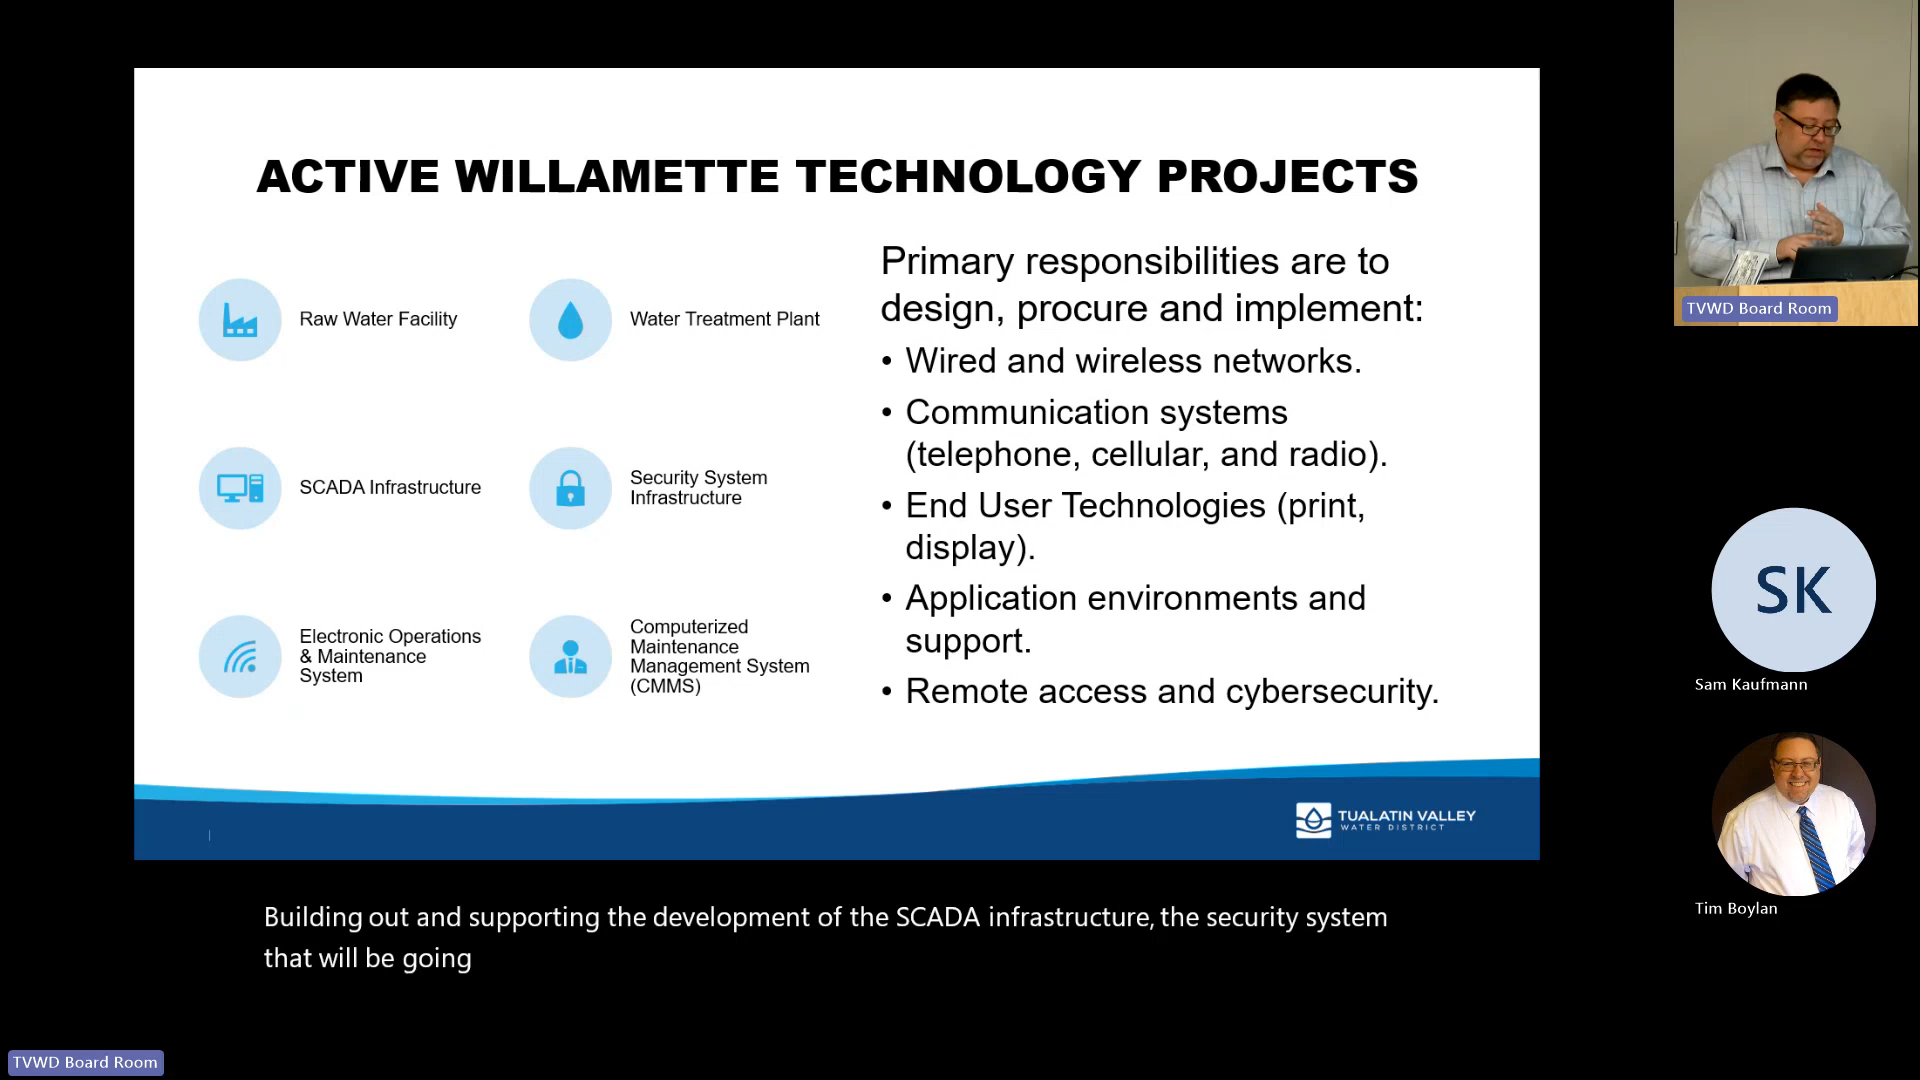 ACTIVE WILLAMETTE TECHNOLOGY PROJECTS
Raw Water Facility
Water Treatment Plant
SCADA Infrastructure
Security System
Infrastructure
Electronic Operations
& Maintenance
System
Computerized
Maintenance
Management System
(CMMS)
Primary responsibilities are to
design, procure and implement:
• Wired and wireless networks.
• Communication systems
(telephone, cellular, and radio).
• End User Technologies (print,
display).
• Application environments and
support.
• Remote access and cybersecurity.
TUALATIN VALLEY
WATER DISTRICT
TVWD Board Room
SK
Sam Kaufmann
Tim Boylan
Building out and supporting the development of the SCADA infrastructure, the security system
that will be going
TVWD Board Room